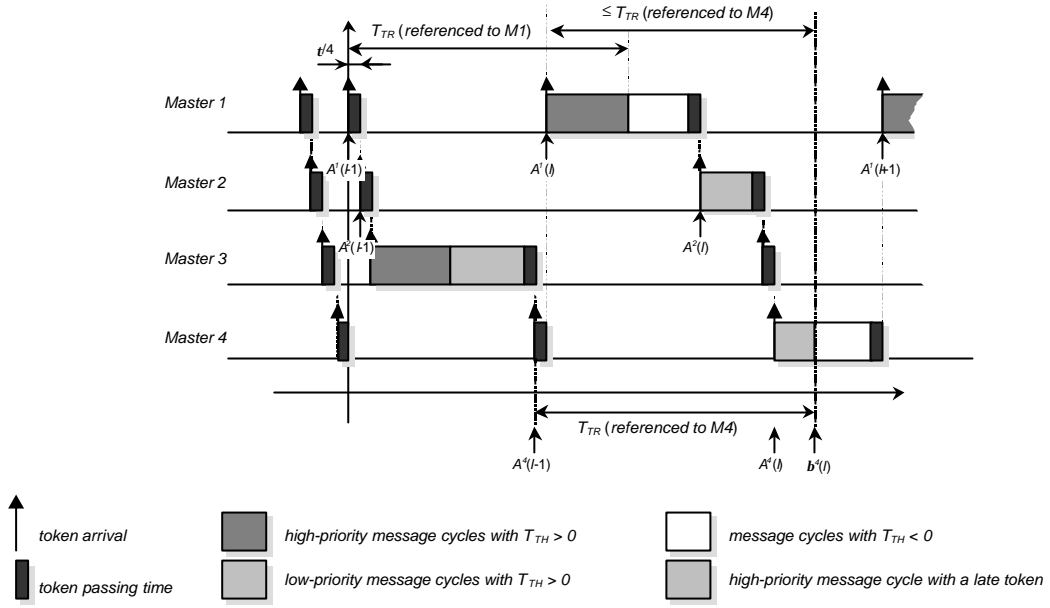 ≤ T_TR (referenced to M4)
T_TR (referenced to M1)
t/4
Master 1
A¹(l-1)
A¹(l)
A¹(l+1)
Master 2
A²(l-1)
A²(l)
Master 3
Master 4
T_TR (referenced to M4)
A⁴(l-1)
A⁴(l)
b⁴(l)
token arrival
high-priority message cycles with T_TH > 0
message cycles with T_TH < 0
token passing time
low-priority message cycles with T_TH > 0
high-priority message cycle with a late token